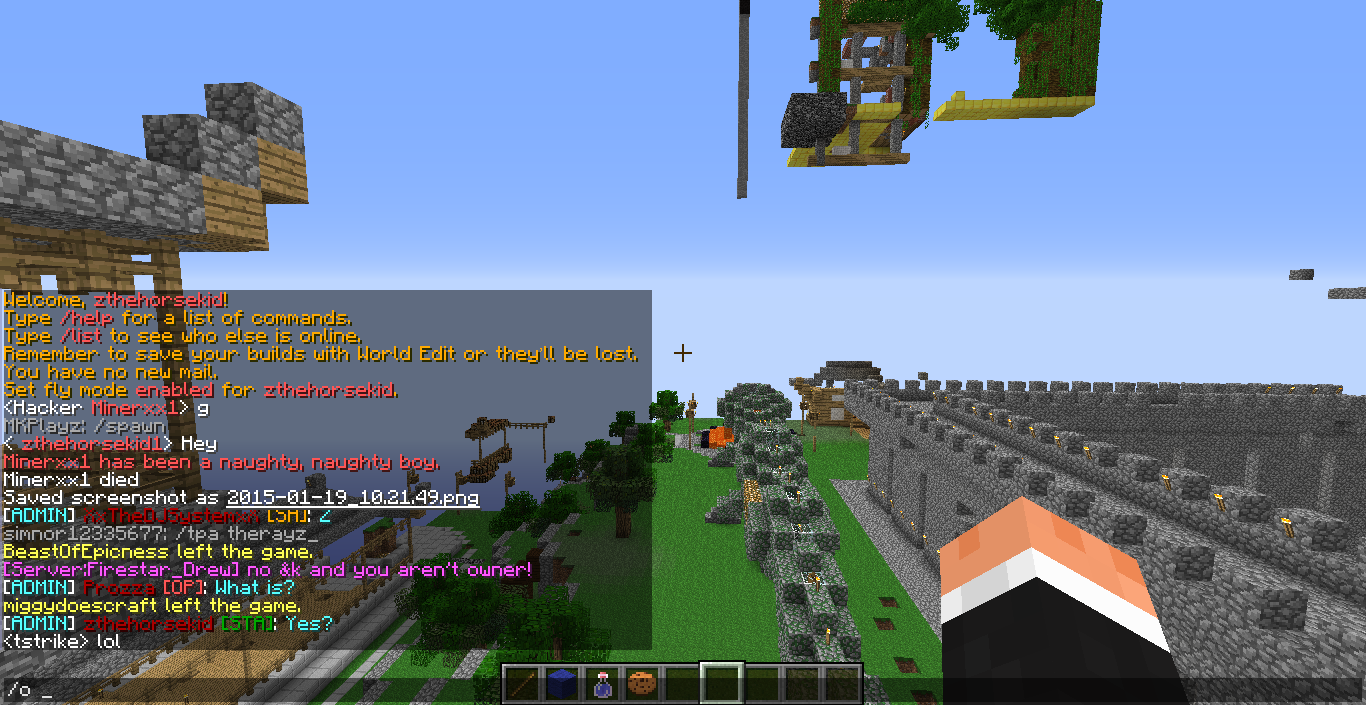 Welcome, zthehorsekid!
Type /help for a list of commands.
Type /list to see who else is online.
Remember to save your builds with World Edit or they'll be lost.
You have no new mail.
Set fly mode enabled for zthehorsekid.
<Hacker Minerxx1> g
MKPlayz: /spawn
< zthehorsekid1> Hey
Minerxx1 has been a naughty, naughty boy.
Minerxx1 died
Saved screenshot as 2015-01-19_10.21.49.png
[ADMIN] XxTheDJSystemxX [SA]: Z
simnor12335677: /tpa therayz_
BeastOfEpicness left the game.
[Server:Firestar_Drew] no &k and you aren't owner!
[ADMIN] Prozza [OP]: What is?
miggydoescraft left the game.
[ADMIN] zthehorsekid [STA]: Yes?
<tstrike> lol
/o _